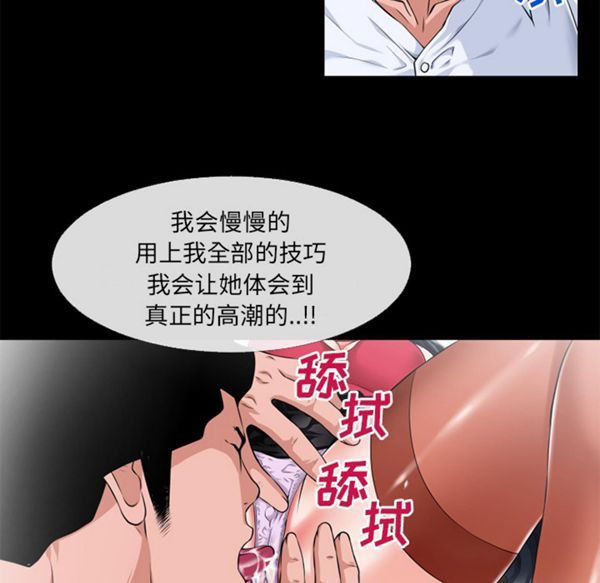 我会慢慢的
用上我全部的技巧
我会让她体会到
真正的高潮的..!!
舔
拭
舔
拭